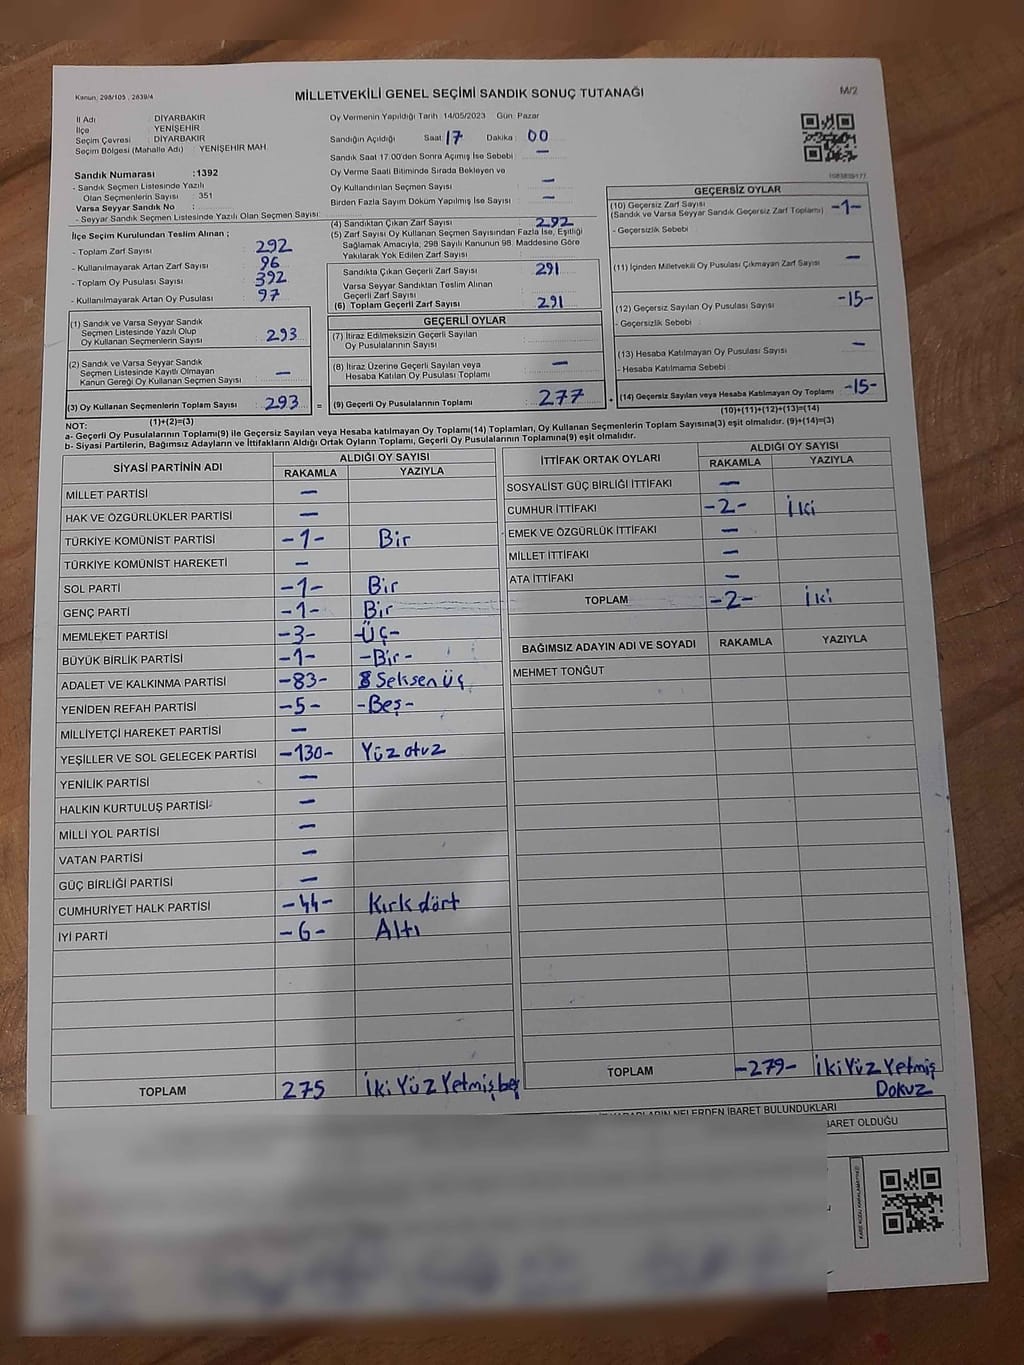 Kanun; 298/105 , 2839/4
MİLLETVEKİLİ GENEL SEÇİMİ SANDIK SONUÇ TUTANAĞI
M/2
İl Adı : DİYARBAKIR
İlçe : YENİŞEHİR
Seçim Çevresi : DİYARBAKIR
Seçim Bölgesi (Mahalle Adı) : YENİŞEHİR MAH
Sandık Numarası :1392
- Sandık Seçmen Listesinde Yazılı
Olan Seçmenlerin Sayısı : 351
Varsa Seyyar Sandık No :
- Seyyar Sandık Seçmen Listesinde Yazılı Olan Seçmen Sayısı:
Oy Vermenin Yapıldığı Tarih :14/05/2023 Gün: Pazar
Sandığın Açıldığı Saat: 17 Dakika : 00
Sandık Saat 17.00'den Sonra Açımış İse Sebebi : —
Oy Verme Saati Bitiminde Sırada Bekleyen ve
Oy Kullandırılan Seçmen Sayısı : —
Birden Fazla Sayım Döküm Yapılmış İse Sayısı : —
İlçe Seçim Kurulundan Teslim Alınan ;
- Toplam Zarf Sayısı : 292
- Kullanılmayarak Artan Zarf Sayısı : 96
- Toplam Oy Pusulası Sayısı : 392
- Kullanılmayarak Artan Oy Pusulası : 97
(4) Sandıktan Çıkan Zarf Sayısı : 292
(5) Zarf Sayısı Oy Kullanan Seçmen Sayısından Fazla İse, Eşitliği
Sağlamak Amacıyla, 298 Sayılı Kanunun 98. Maddesine Göre
Yakılarak Yok Edilen Zarf Sayısı :
Sandıkta Çıkan Geçerli Zarf Sayısı : 291
Varsa Seyyar Sandıktan Teslim Alınan
Geçerli Zarf Sayısı :
(6) Toplam Geçerli Zarf Sayısı : 291
GEÇERSİZ OYLAR
(10) Geçersiz Zarf Sayısı
(Sandık ve Varsa Seyyar Sandık Geçersiz Zarf Toplamı) : -1-
- Geçersizlik Sebebi :
(11) İçinden Milletvekili Oy Pusulası Çıkmayan Zarf Sayısı : —
(12) Geçersiz Sayılan Oy Pusulası Sayısı : -15-
- Geçersizlik Sebebi :
(13) Hesaba Katılmayan Oy Pusulası Sayısı : —
- Hesaba Katılmama Sebebi :
(14) Geçersiz Sayılan veya Hesaba Katılmayan Oy Toplamı : -15-
(10)+(11)+(12)+(13)=(14)
(1) Sandık ve Varsa Seyyar Sandık
Seçmen Listesinde Yazılı Olup
Oy Kullanan Seçmenlerin Sayısı : 293
(2) Sandık ve Varsa Seyyar Sandık
Seçmen Listesinde Kayıtlı Olmayan
Kanun Gereği Oy Kullanan Seçmen Sayısı : —
(3) Oy Kullanan Seçmenlerin Toplam Sayısı : 293 =
(1)+(2)=(3)
GEÇERLİ OYLAR
(7) İtiraz Edilmeksizin Geçerli Sayılan
Oy Pusulalarının Sayısı :
(8) İtiraz Üzerine Geçerli Sayılan veya
Hesaba Katılan Oy Pusulası Toplamı : —
(9) Geçerli Oy Pusulalarının Toplamı : 277 +
NOT:
a- Geçerli Oy Pusulalarının Toplamı(9) ile Geçersiz Sayılan veya Hesaba katılmayan Oy Toplamı(14) Toplamları, Oy Kullanan Seçmenlerin Toplam Sayısına(3) eşit olmalıdır. (9)+(14)=(3)
b- Siyasi Partilerin, Bağımsız Adayların ve İttifakların Aldığı Ortak Oyların Toplamı, Geçerli Oy Pusulalarının Toplamına(9) eşit olmalıdır.
SİYASİ PARTİNİN ADI ALDIĞI OY SAYISI
RAKAMLA YAZIYLA
MİLLET PARTİSİ —
HAK VE ÖZGÜRLÜKLER PARTİSİ —
TÜRKİYE KOMÜNİST PARTİSİ -1- Bir
TÜRKİYE KOMÜNİST HAREKETİ —
SOL PARTİ -1- Bir
GENÇ PARTİ -1- Bir
MEMLEKET PARTİSİ -3- -Üç-
BÜYÜK BİRLİK PARTİSİ -1- -Bir-
ADALET VE KALKINMA PARTİSİ -83- Seksen üç
YENİDEN REFAH PARTİSİ -5- -Beş-
MİLLİYETÇİ HAREKET PARTİSİ —
YEŞİLLER VE SOL GELECEK PARTİSİ -130- Yüz otuz
YENİLİK PARTİSİ —
HALKIN KURTULUŞ PARTİSİ —
MİLLİ YOL PARTİSİ —
VATAN PARTİSİ —
GÜÇ BİRLİĞİ PARTİSİ —
CUMHURİYET HALK PARTİSİ -44- Kırk dört
İYİ PARTİ -6- Altı
TOPLAM 275 İki Yüz Yetmiş beş
İTTİFAK ORTAK OYLARI ALDIĞI OY SAYISI
RAKAMLA YAZIYLA
SOSYALİST GÜÇ BİRLİĞİ İTTİFAKI —
CUMHUR İTTİFAKI -2- İki
EMEK VE ÖZGÜRLÜK İTTİFAKI —
MİLLET İTTİFAKI —
ATA İTTİFAKI —
TOPLAM -2- İki
BAĞIMSIZ ADAYIN ADI VE SOYADI RAKAMLA YAZIYLA
MEHMET TONĞUT
TOPLAM -279- İki Yüz Yetmiş
Dokuz
NELERDEN İBARET BULUNDUKLARI
OLDUĞU